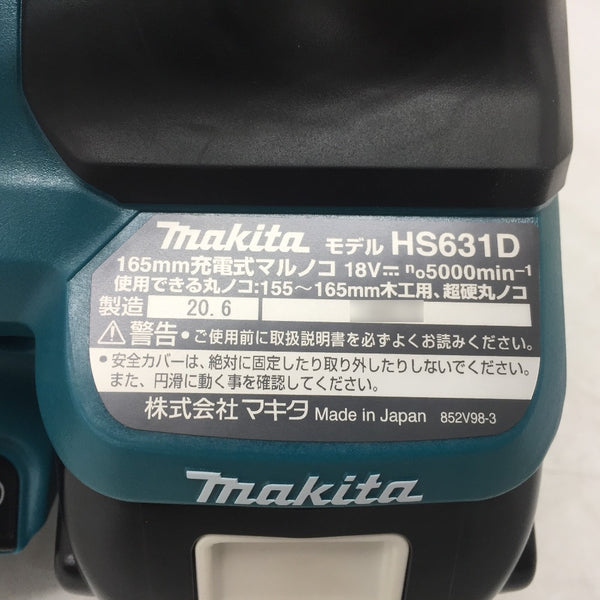 makita モデル HS631D
165mm充電式マルノコ 18V⎓ n₀5000min⁻¹
使用できる丸ノコ:155～165mm木工用、超硬丸ノコ
製造 20.6
⚠警告 • ご使用前に取扱説明書を必ずよくお読みください。
• 安全カバーは、絶対に固定したり取り外したりしないでください。
また、円滑に動く事を確認してください。
株式会社マキタ Made in Japan 852V98-3
makita